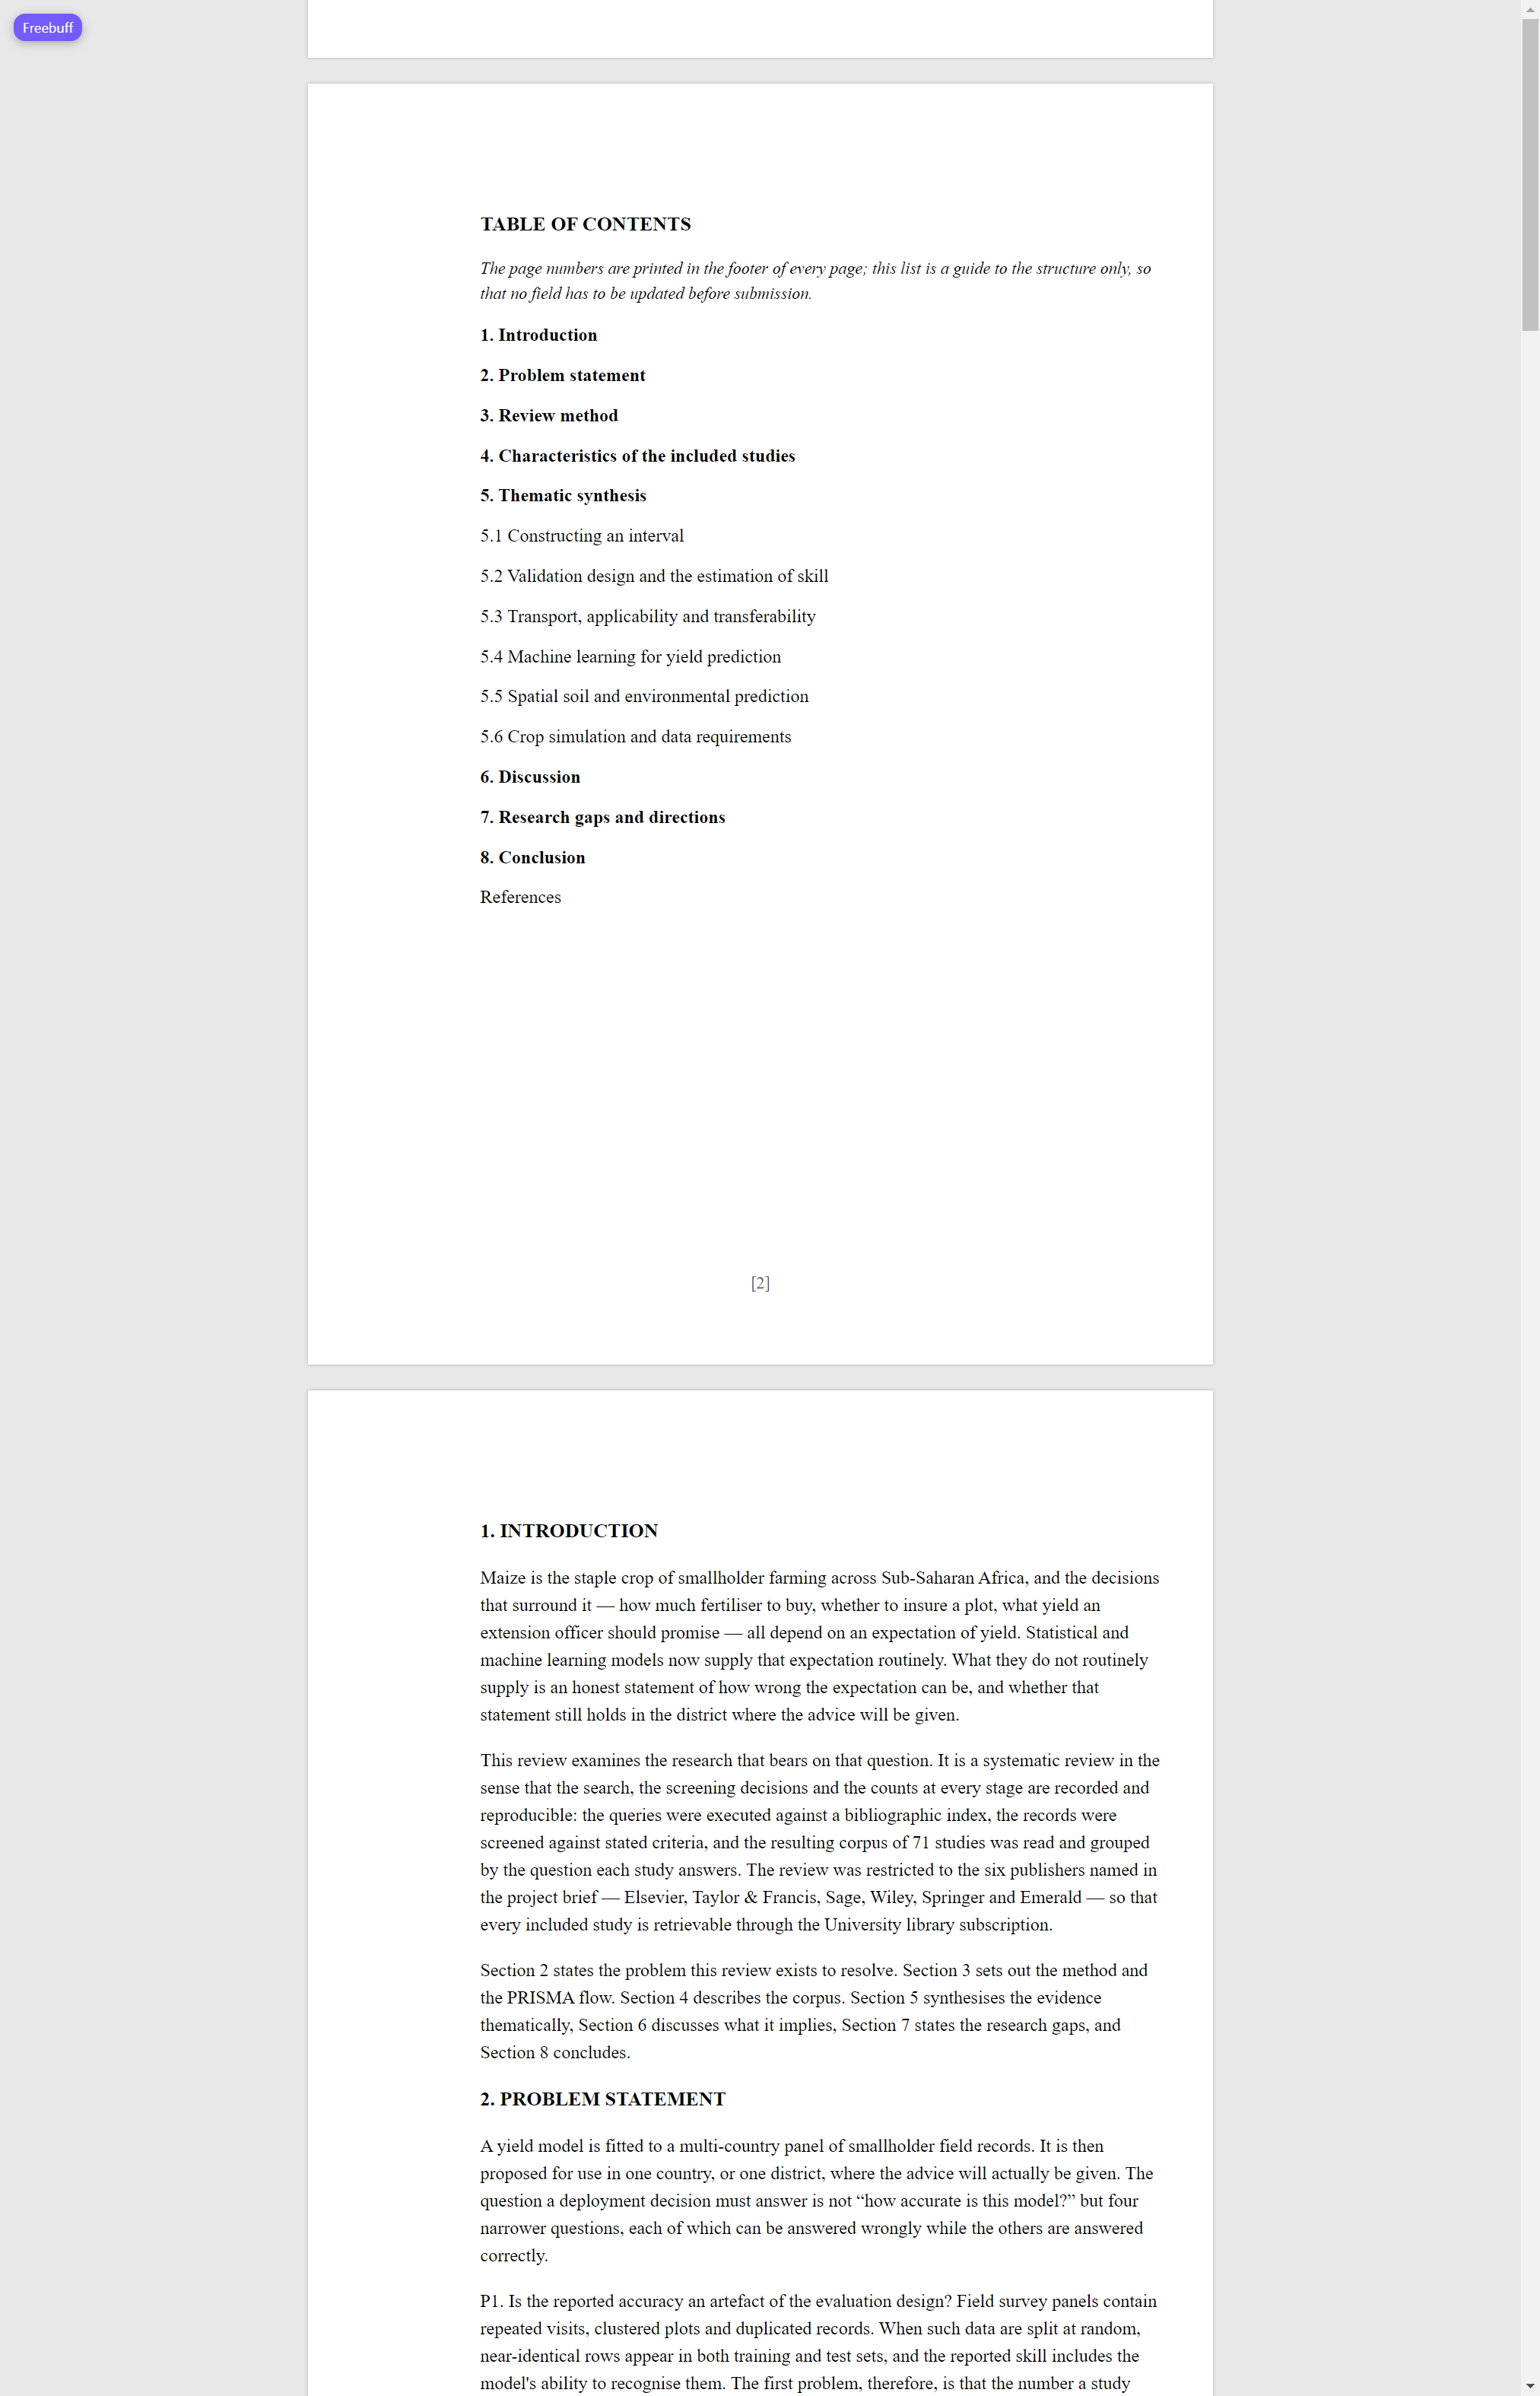 Freebuff
TABLE OF CONTENTS
The page numbers are printed in the footer of every page; this list is a guide to the structure only, so
that no field has to be updated before submission.
1. Introduction
2. Problem statement
3. Review method
4. Characteristics of the included studies
5. Thematic synthesis
5.1 Constructing an interval
5.2 Validation design and the estimation of skill
5.3 Transport, applicability and transferability
5.4 Machine learning for yield prediction
5.5 Spatial soil and environmental prediction
5.6 Crop simulation and data requirements
6. Discussion
7. Research gaps and directions
8. Conclusion
References
[2]
1. INTRODUCTION
Maize is the staple crop of smallholder farming across Sub-Saharan Africa, and the decisions
that surround it — how much fertiliser to buy, whether to insure a plot, what yield an
extension officer should promise — all depend on an expectation of yield. Statistical and
machine learning models now supply that expectation routinely. What they do not routinely
supply is an honest statement of how wrong the expectation can be, and whether that
statement still holds in the district where the advice will be given.
This review examines the research that bears on that question. It is a systematic review in the
sense that the search, the screening decisions and the counts at every stage are recorded and
reproducible: the queries were executed against a bibliographic index, the records were
screened against stated criteria, and the resulting corpus of 71 studies was read and grouped
by the question each study answers. The review was restricted to the six publishers named in
the project brief — Elsevier, Taylor & Francis, Sage, Wiley, Springer and Emerald — so that
every included study is retrievable through the University library subscription.
Section 2 states the problem this review exists to resolve. Section 3 sets out the method and
the PRISMA flow. Section 4 describes the corpus. Section 5 synthesises the evidence
thematically, Section 6 discusses what it implies, Section 7 states the research gaps, and
Section 8 concludes.
2. PROBLEM STATEMENT
A yield model is fitted to a multi-country panel of smallholder field records. It is then
proposed for use in one country, or one district, where the advice will actually be given. The
question a deployment decision must answer is not “how accurate is this model?” but four
narrower questions, each of which can be answered wrongly while the others are answered
correctly.
P1. Is the reported accuracy an artefact of the evaluation design? Field survey panels contain
repeated visits, clustered plots and duplicated records. When such data are split at random,
near-identical rows appear in both training and test sets, and the reported skill includes the
model's ability to recognise them. The first problem, therefore, is that the number a study